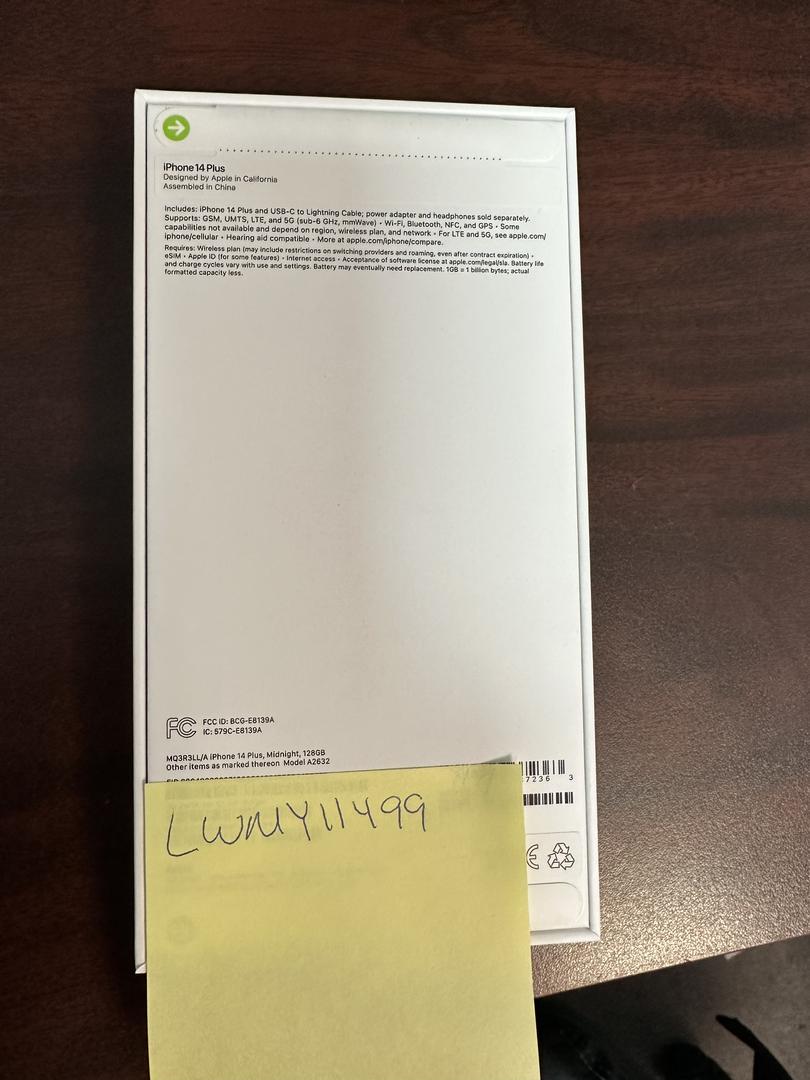 iPhone 14 Plus
Designed by Apple in California
Assembled in China
Includes: iPhone 14 Plus and USB-C to Lightning Cable; power adapter and headphones sold separately.
Supports: GSM, UMTS, LTE, and 5G (sub-6 GHz, mmWave) • Wi-Fi, Bluetooth, NFC, and GPS • Some
capabilities not available and depend on region, wireless plan, and network • For LTE and 5G, see apple.com/
iphone/cellular • Hearing aid compatible • More at apple.com/iphone/compare.
Requires: Wireless plan (may include restrictions on switching providers and roaming, even after contract expiration) •
eSIM • Apple ID (for some features) • Internet access • Acceptance of software license at apple.com/legal/sla. Battery life
and charge cycles vary with use and settings. Battery may eventually need replacement. 1GB = 1 billion bytes; actual
formatted capacity less.
FC FCC ID: BCG-E8139A
IC: 579C-E8139A
MQ3R3LL/A iPhone 14 Plus, Midnight, 128GB
Other items as marked thereon Model A2632
7236 3
CE
LWMY11499